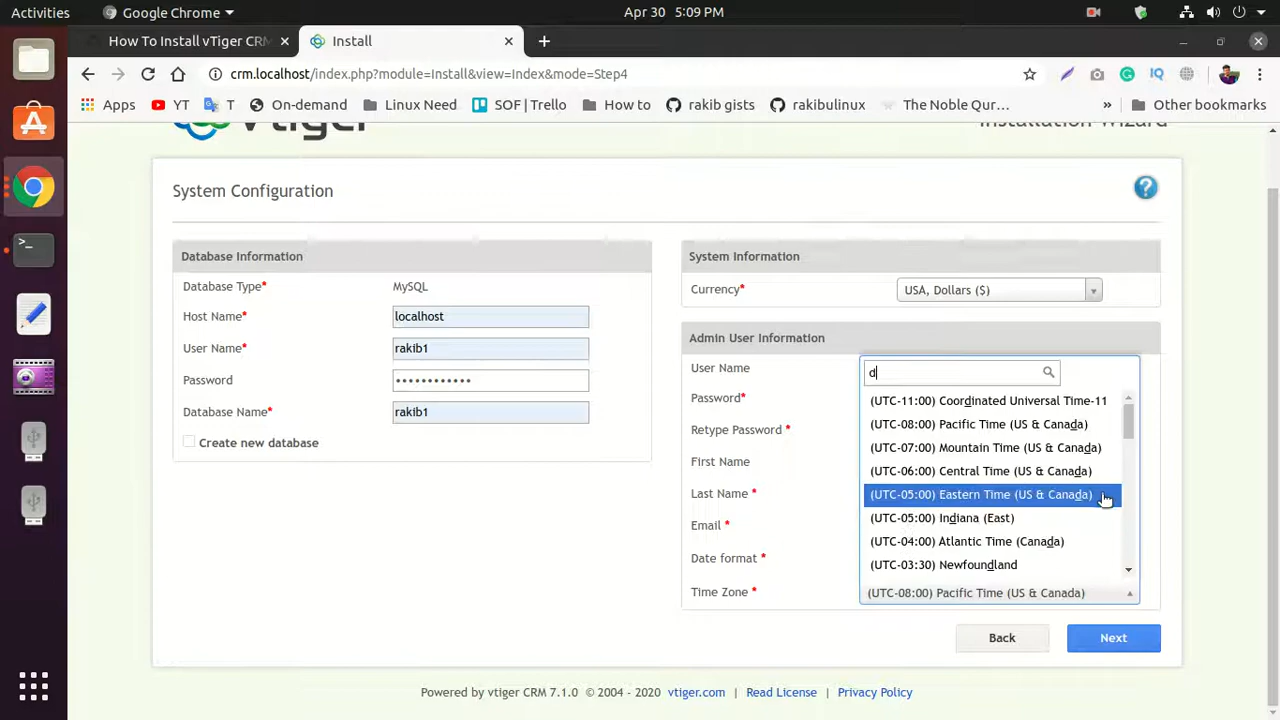 Activities
Google Chrome
Apr 30 5:09 PM
How To Install vTiger CRM
Install
crm.localhost/index.php?module=Install&view=Index&mode=Step4
Apps
YT
T
On-demand
Linux Need
SOF | Trello
How to
rakib gists
rakibulinux
The Noble Qur...
»
Other bookmarks
vtiger
Installation Wizard
System Configuration
?
Database Information
Database Type*
MySQL
Host Name*
localhost
User Name*
rakib1
Password
••••••••••••
Database Name*
rakib1
Create new database
System Information
Currency*
USA, Dollars ($)
Admin User Information
User Name
d
Password*
Retype Password *
First Name
Last Name *
Email *
Date format *
Time Zone *
(UTC-11:00) Coordinated Universal Time-11
(UTC-08:00) Pacific Time (US & Canada)
(UTC-07:00) Mountain Time (US & Canada)
(UTC-06:00) Central Time (US & Canada)
(UTC-05:00) Eastern Time (US & Canada)
(UTC-05:00) Indiana (East)
(UTC-04:00) Atlantic Time (Canada)
(UTC-03:30) Newfoundland
(UTC-08:00) Pacific Time (US & Canada)
Back
Next
Powered by vtiger CRM 7.1.0 © 2004 - 2020 vtiger.com | Read License | Privacy Policy